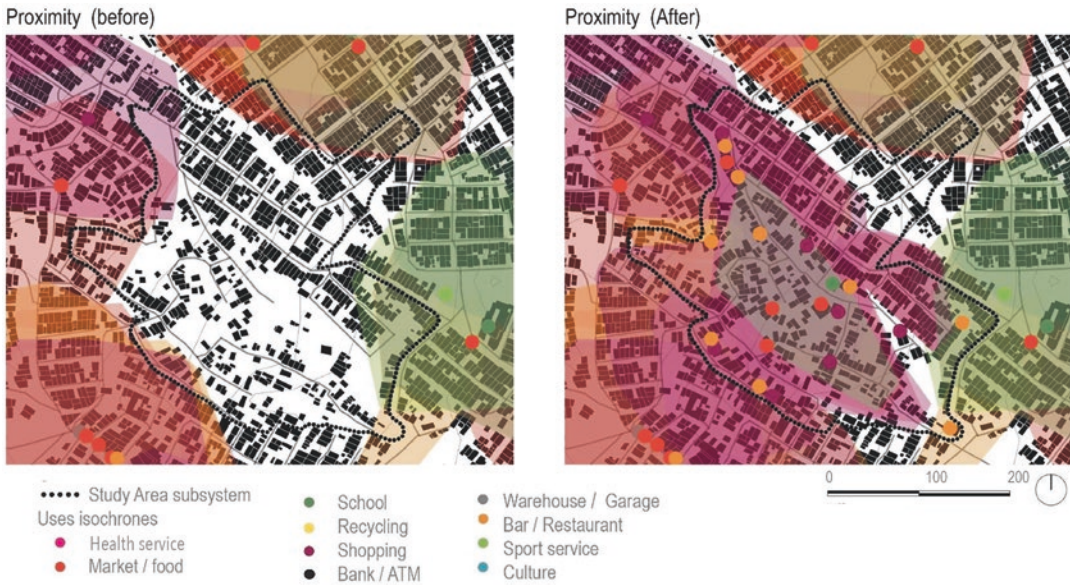 Proximity (before)
Proximity (After)
Study Area subsystem
Uses isochrones
Health service
Market / food
School
Recycling
Shopping
Bank / ATM
Warehouse / Garage
Bar / Restaurant
Sport service
Culture
0 100 200